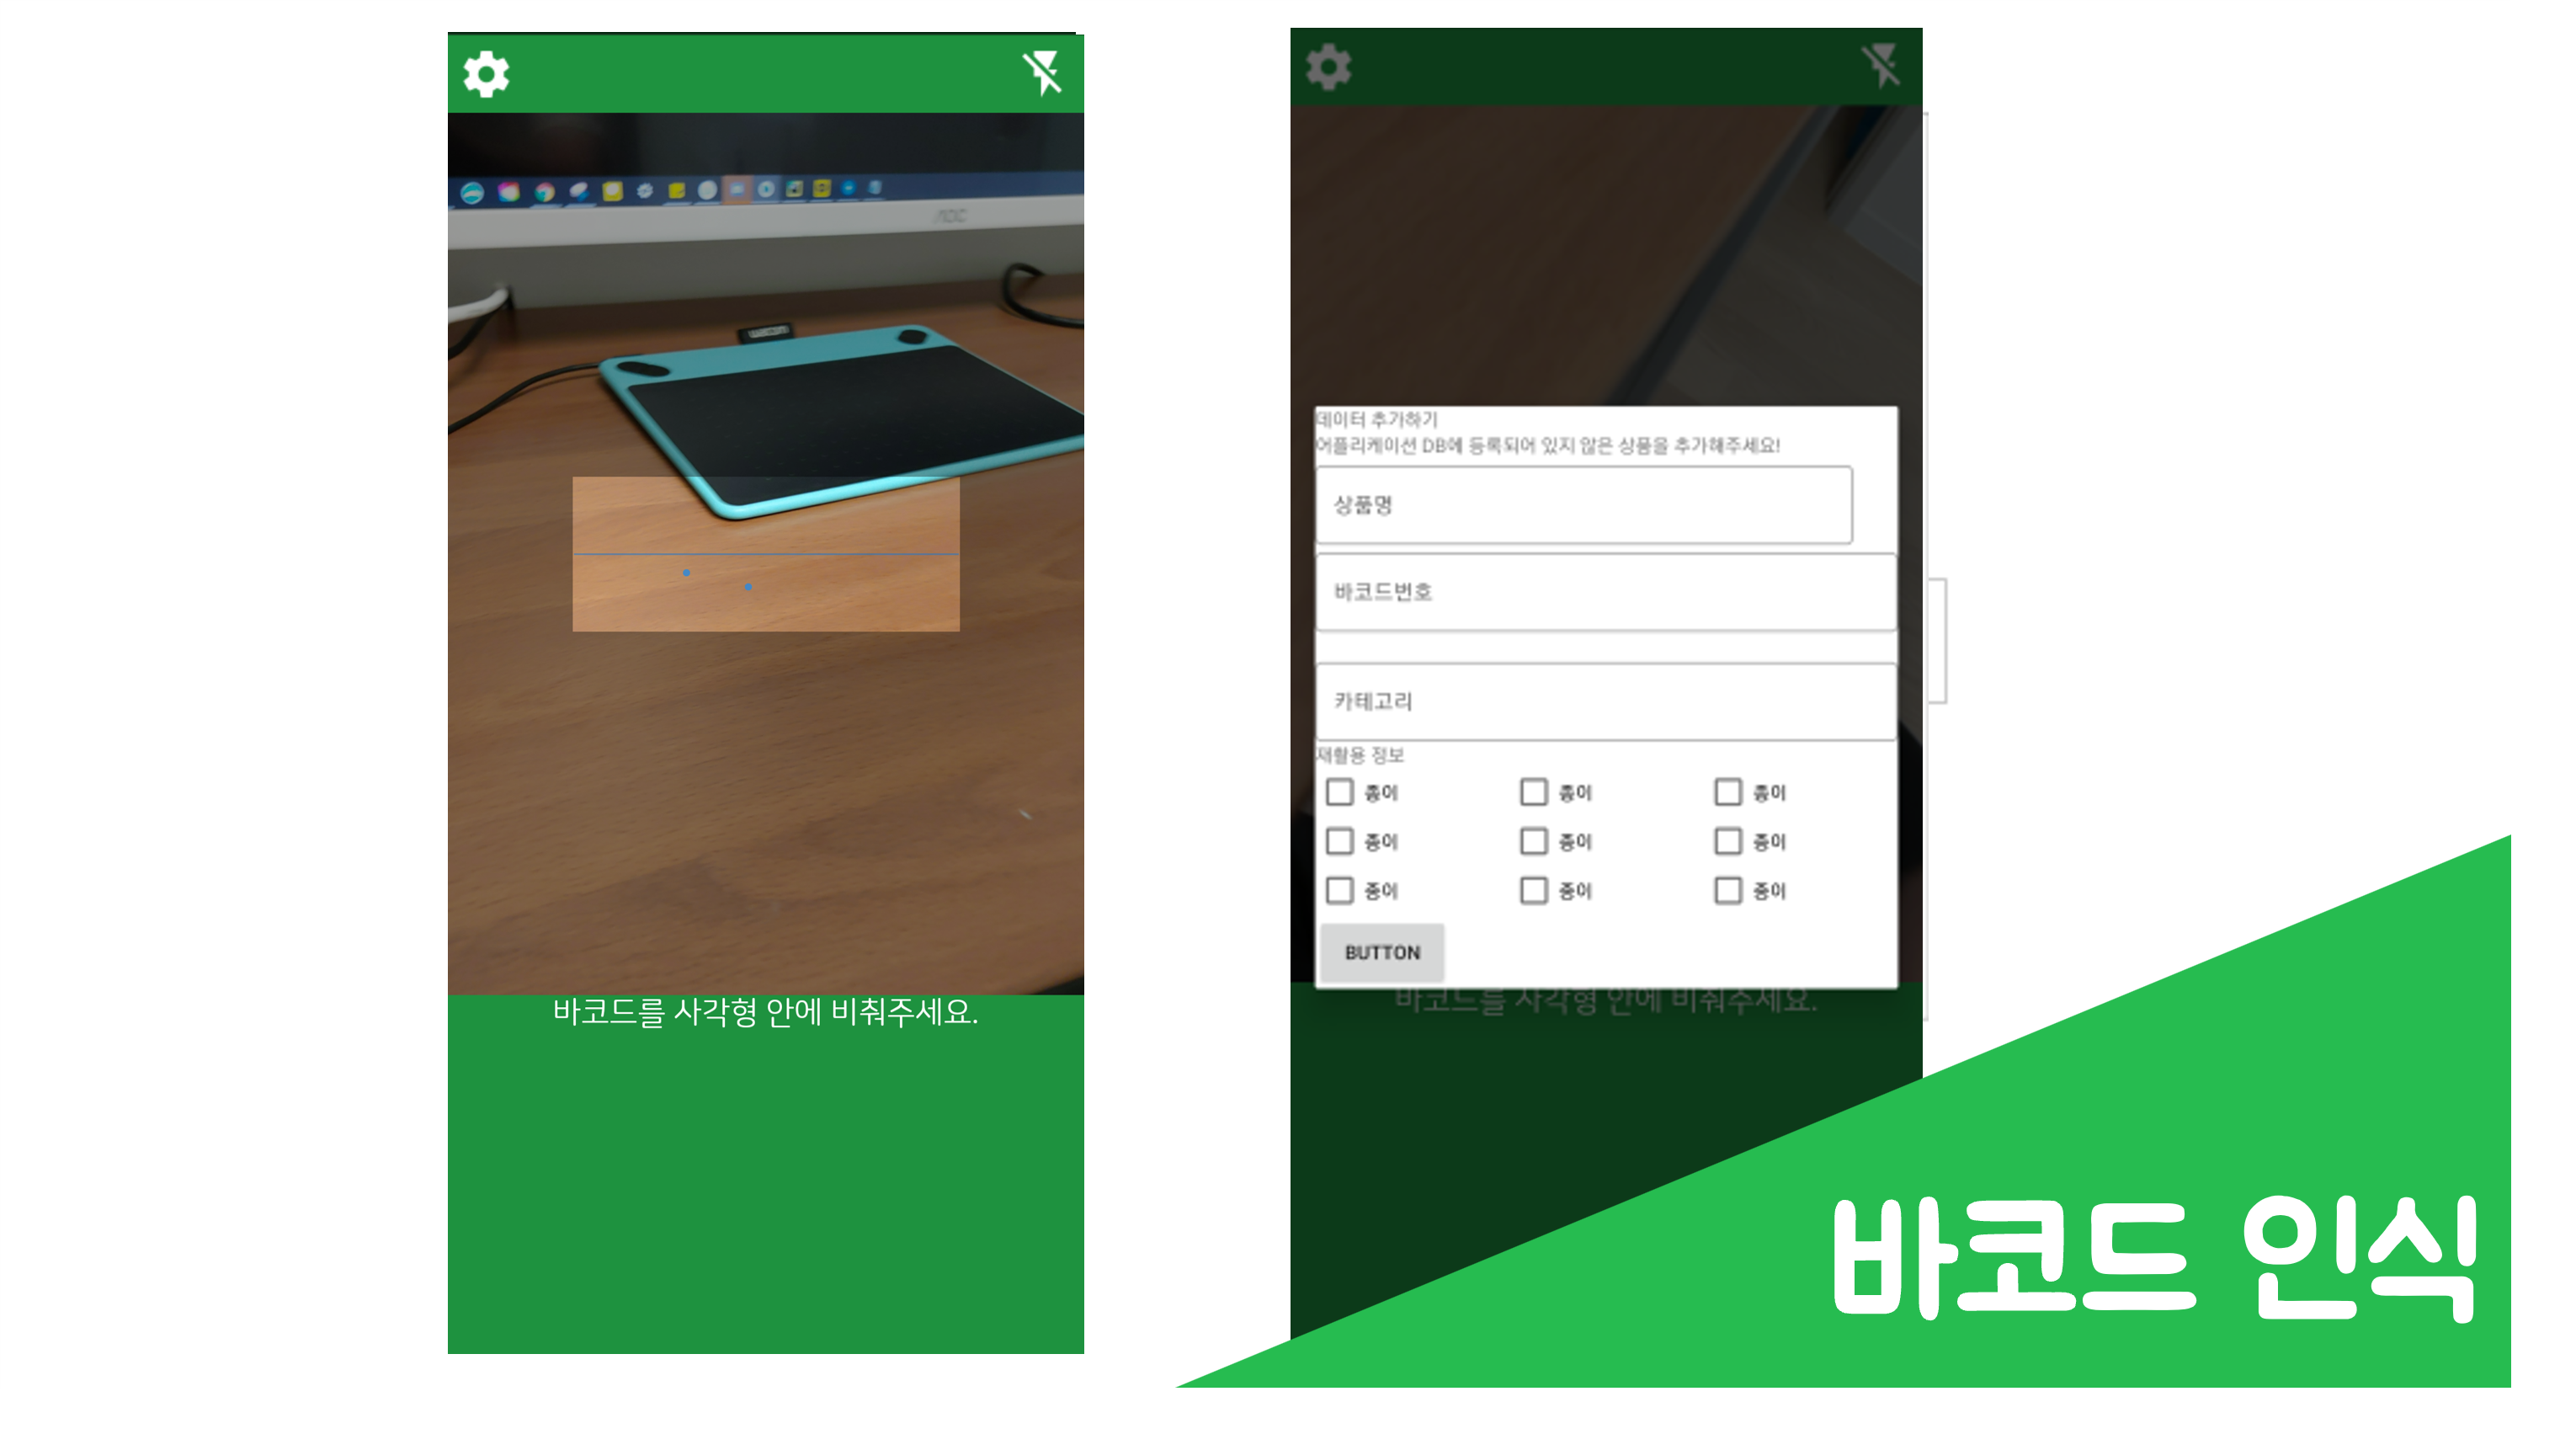 AOC
바코드를 사각형 안에 비춰주세요.
데이터 추가하기
어플리케이션 DB에 등록되어 있지 않은 상품을 추가해주세요!
상품명
바코드번호
카테고리
재활용 정보
종이 종이 종이
종이 종이 종이
종이 종이 종이
BUTTON
바코드를 사각형 안에 비춰주세요.
바코드 인식